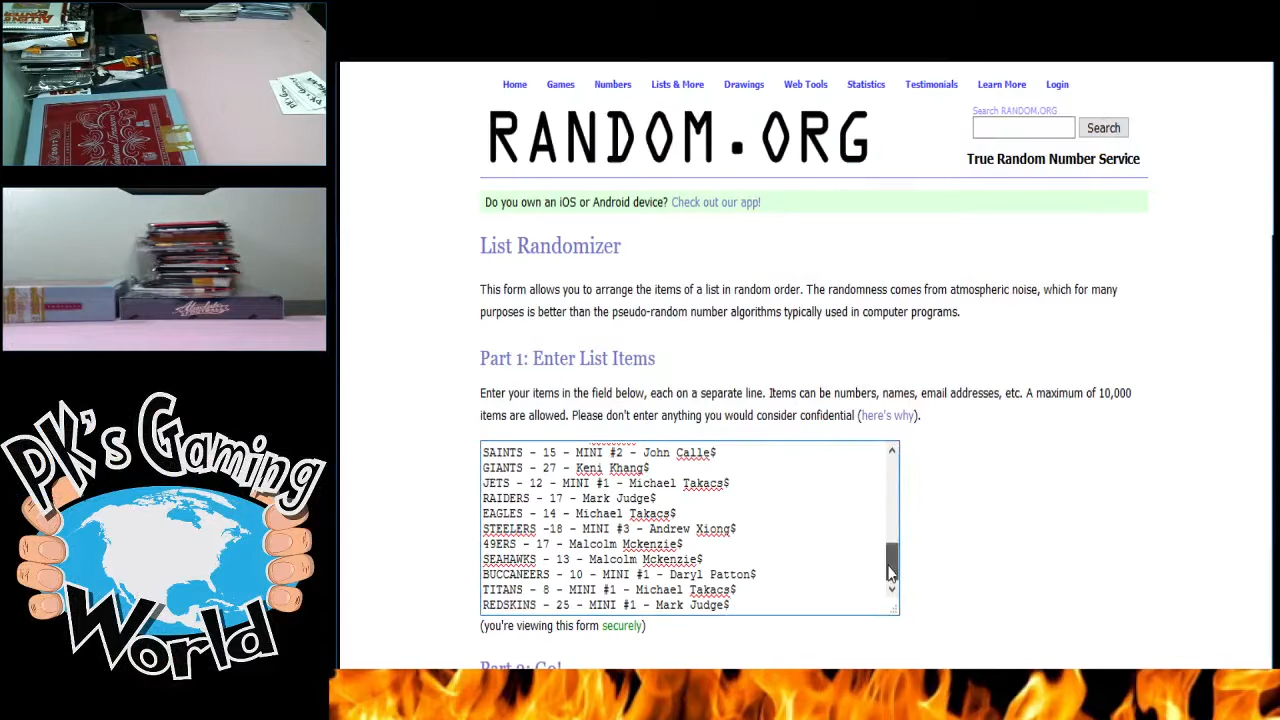 Home Games Numbers Lists & More Drawings Web Tools Statistics Testimonials Learn More Login
RANDOM.ORG
Search RANDOM.ORG
Search
True Random Number Service
Do you own an iOS or Android device? Check out our app!
List Randomizer
This form allows you to arrange the items of a list in random order. The randomness comes from atmospheric noise, which for many
purposes is better than the pseudo-random number algorithms typically used in computer programs.
Part 1: Enter List Items
Enter your items in the field below, each on a separate line. Items can be numbers, names, email addresses, etc. A maximum of 10,000
items are allowed. Please don't enter anything you would consider confidential (here's why).
SAINTS - 15 - MINI #2 - John Calle$
GIANTS - 27 - Keni Khang$
JETS - 12 - MINI #1 - Michael Takacs$
RAIDERS - 17 - Mark Judge$
EAGLES - 14 - Michael Takacs$
STEELERS -18 - MINI #3 - Andrew Xiong$
49ERS - 17 - Malcolm Mckenzie$
SEAHAWKS - 13 - Malcolm Mckenzie$
BUCCANEERS - 10 - MINI #1 - Daryl Patton$
TITANS - 8 - MINI #1 - Michael Takacs$
REDSKINS - 25 - MINI #1 - Mark Judge$
(you're viewing this form securely)
Part 2: Go!
PK's Gaming
World
2017
Absolute